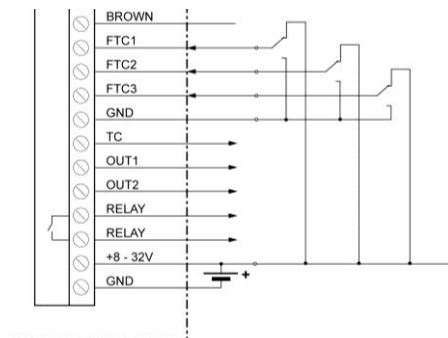 BROWN
FTC1
FTC2
FTC3
GND
TC
OUT1
OUT2
RELAY
RELAY
+8 - 32V
GND
+